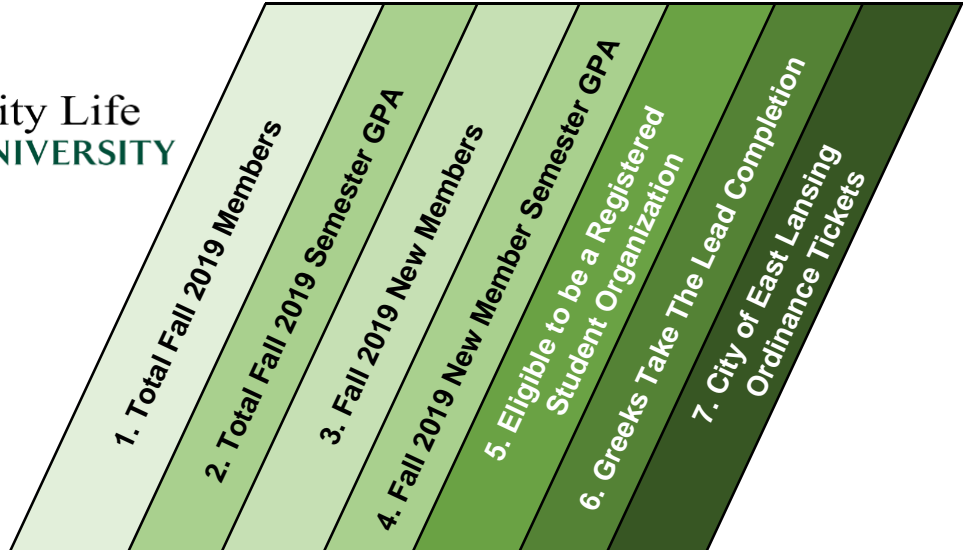 ity Life
NIVERSITY
1. Total Fall 2019 Members
2. Total Fall 2019 Semester GPA
3. Fall 2019 New Members
4. Fall 2019 New Member Semester GPA
5. Eligible to be a Registered
Student Organization
6. Greeks Take The Lead Completion
7. City of East Lansing
Ordinance Tickets